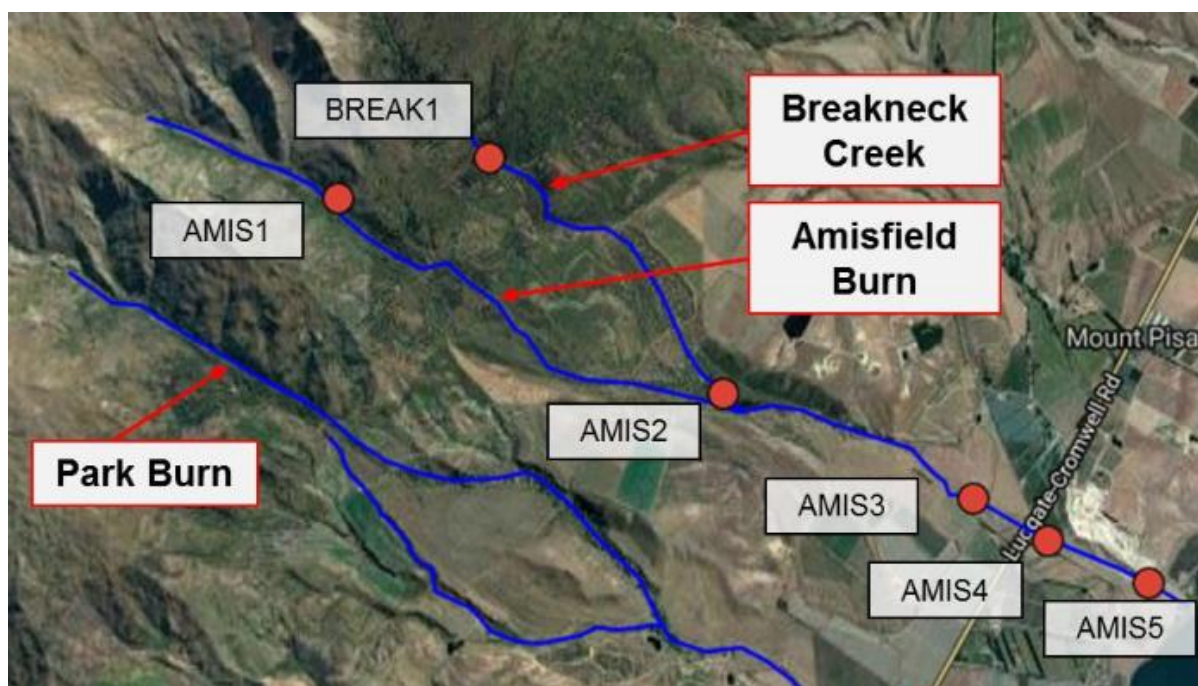 BREAK1
Breakneck
Creek
AMIS1
Amisfield
Burn
Mount Pisa
Park Burn
AMIS2
Luggate-Cromwell Rd
AMIS3
AMIS4
AMIS5